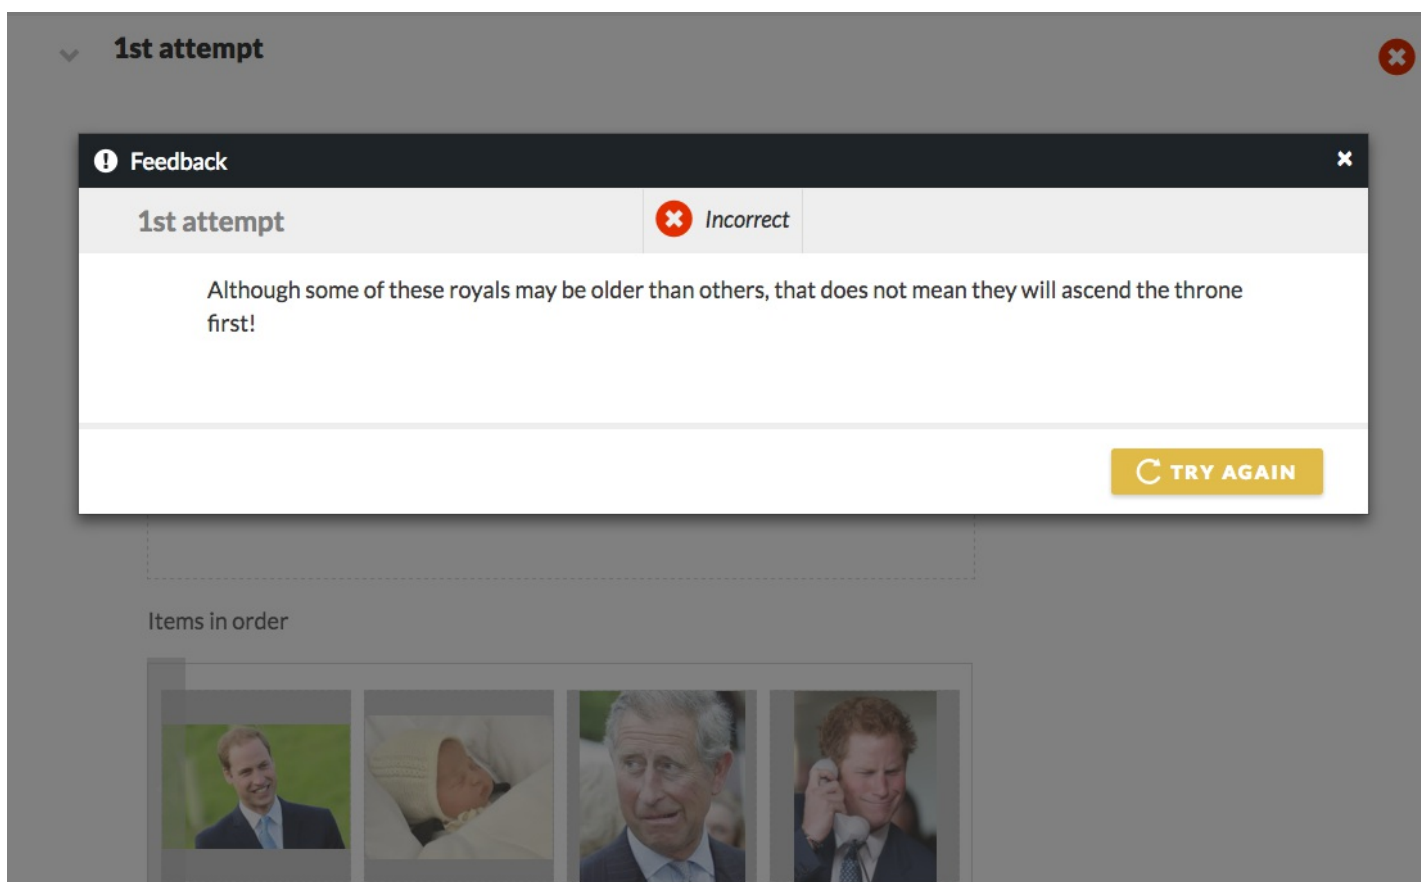 1st attempt
Feedback
1st attempt
Incorrect
Although some of these royals may be older than others, that does not mean they will ascend the throne
first!
TRY AGAIN
Items in order